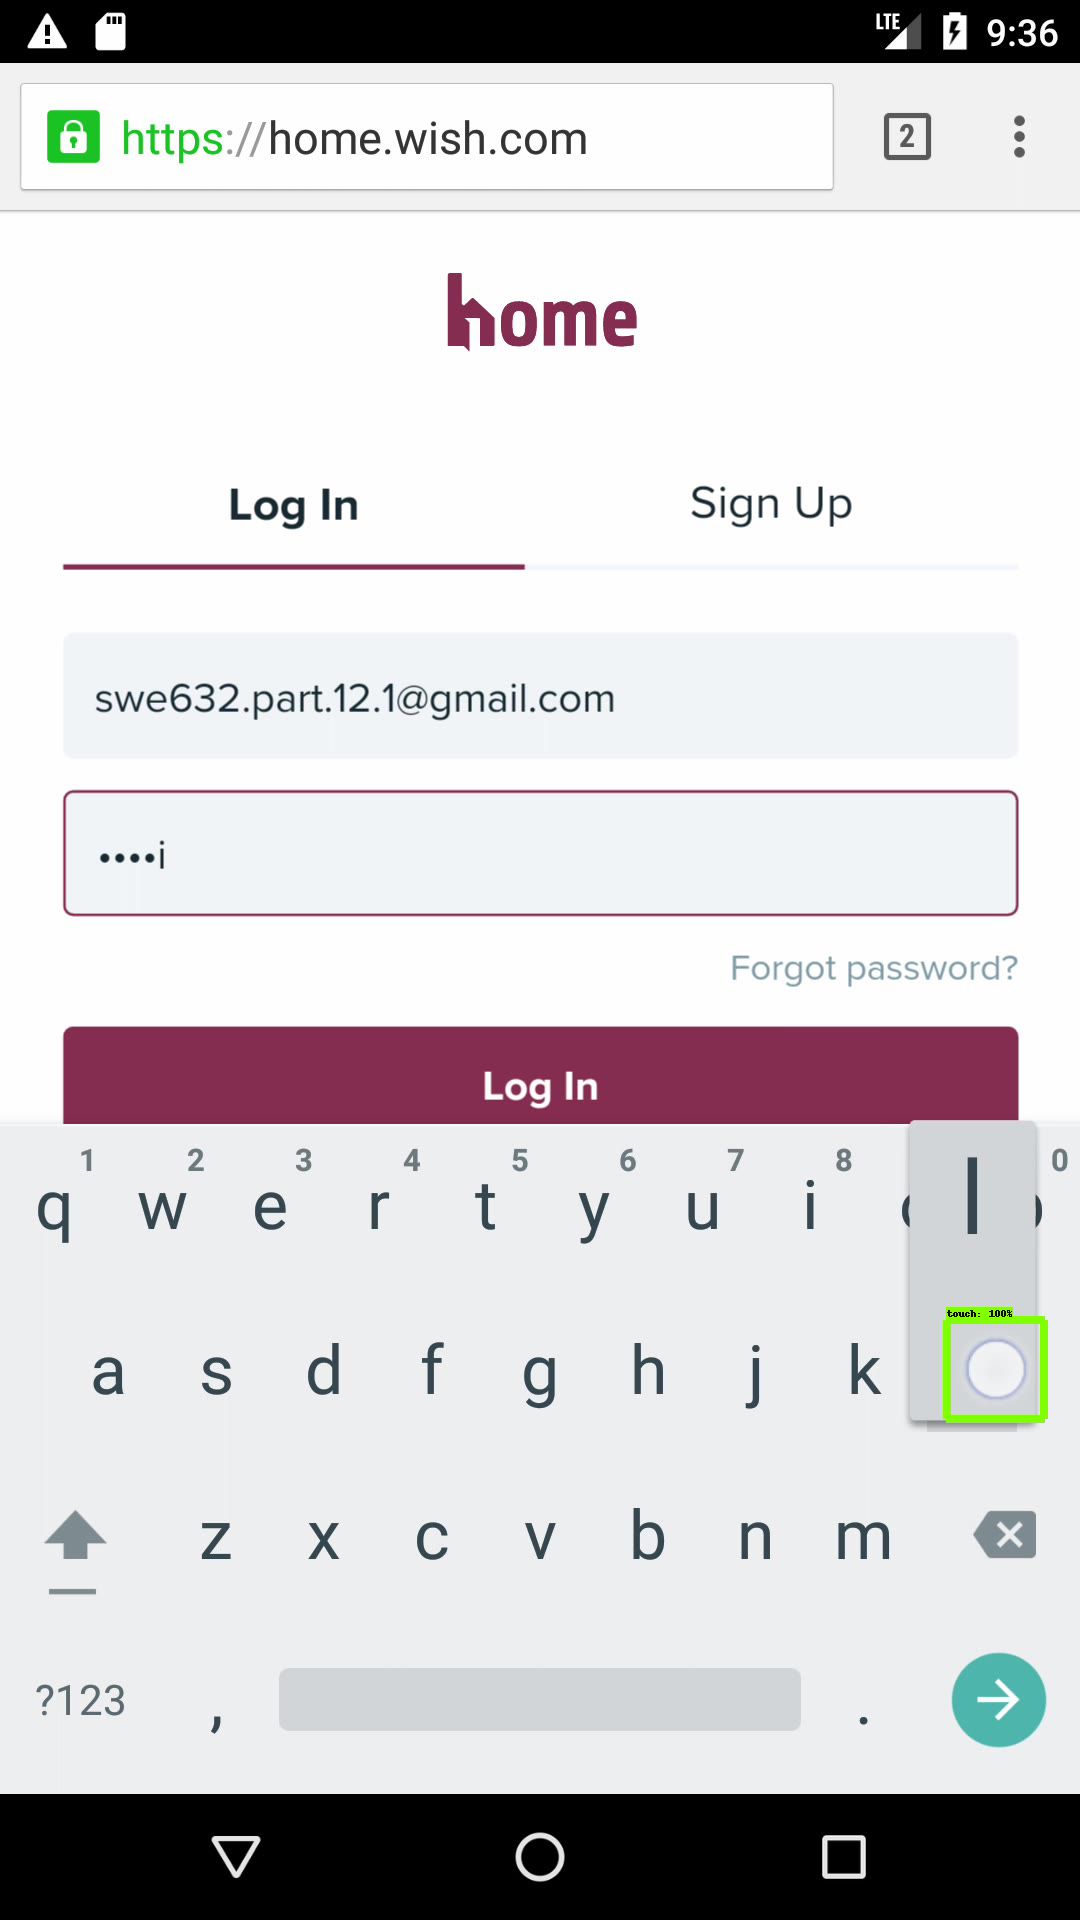 LTE 9:36
https://home.wish.com 2
home
Log In Sign Up
swe632.part.12.1@gmail.com
••••i
Forgot password?
Log In
1 2 3 4 5 6 7 8 0
q w e r t y u i l
touch: 100%
a s d f g h j k
z x c v b n m
?123 , .